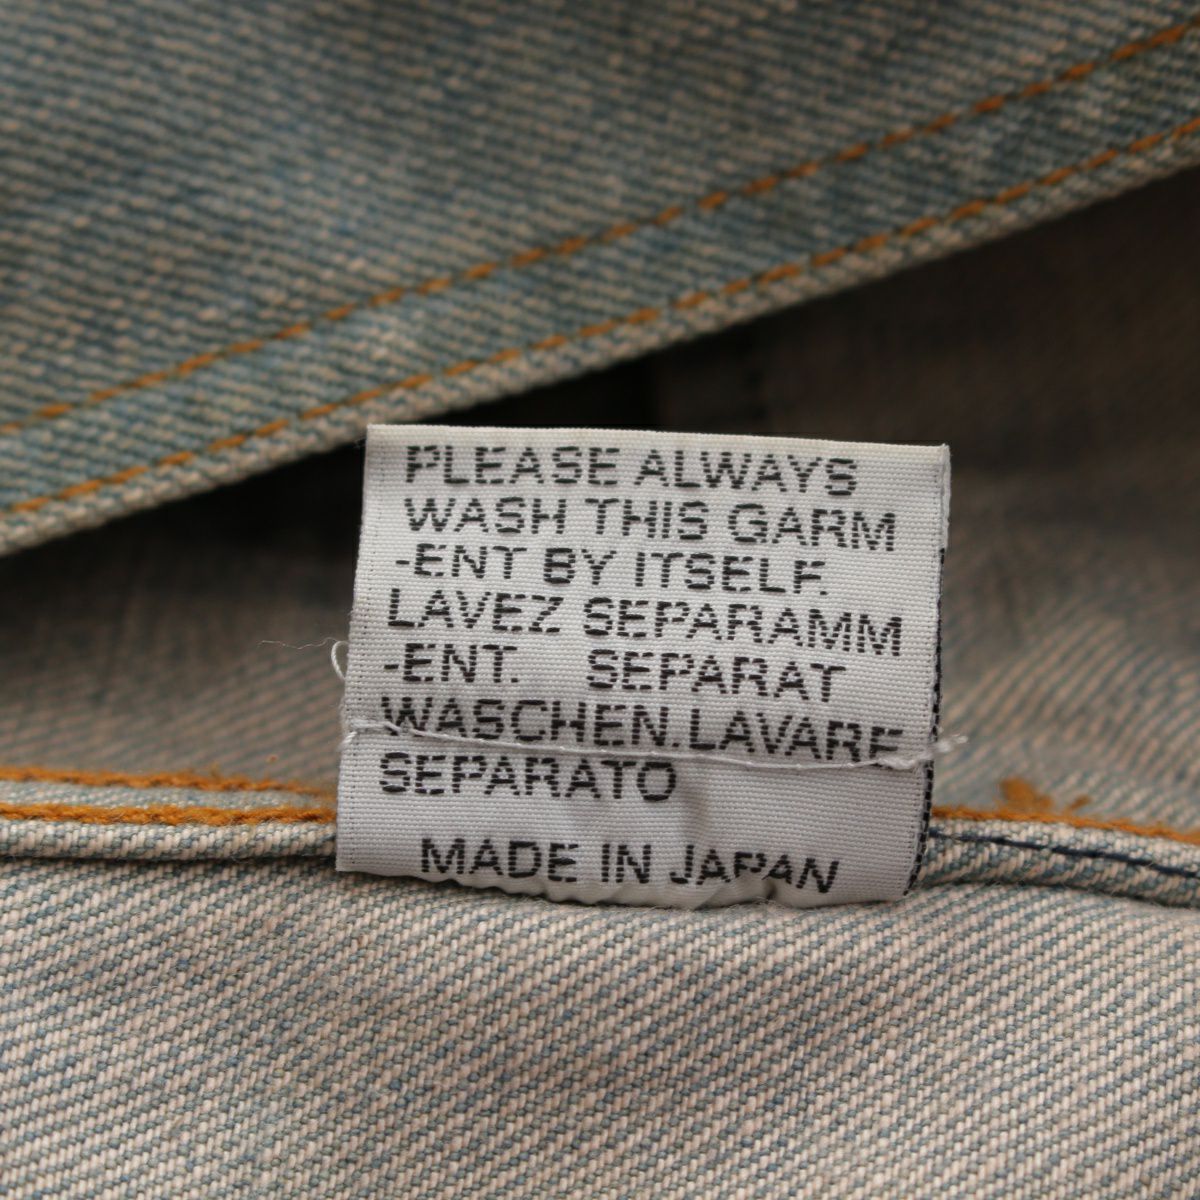 PLEASE ALWAYS
WASH THIS GARM
-ENT BY ITSELF.
LAVEZ SEPARAMM
-ENT. SEPARAT
WASCHEN.LAVARE
SEPARATO
MADE IN JAPAN